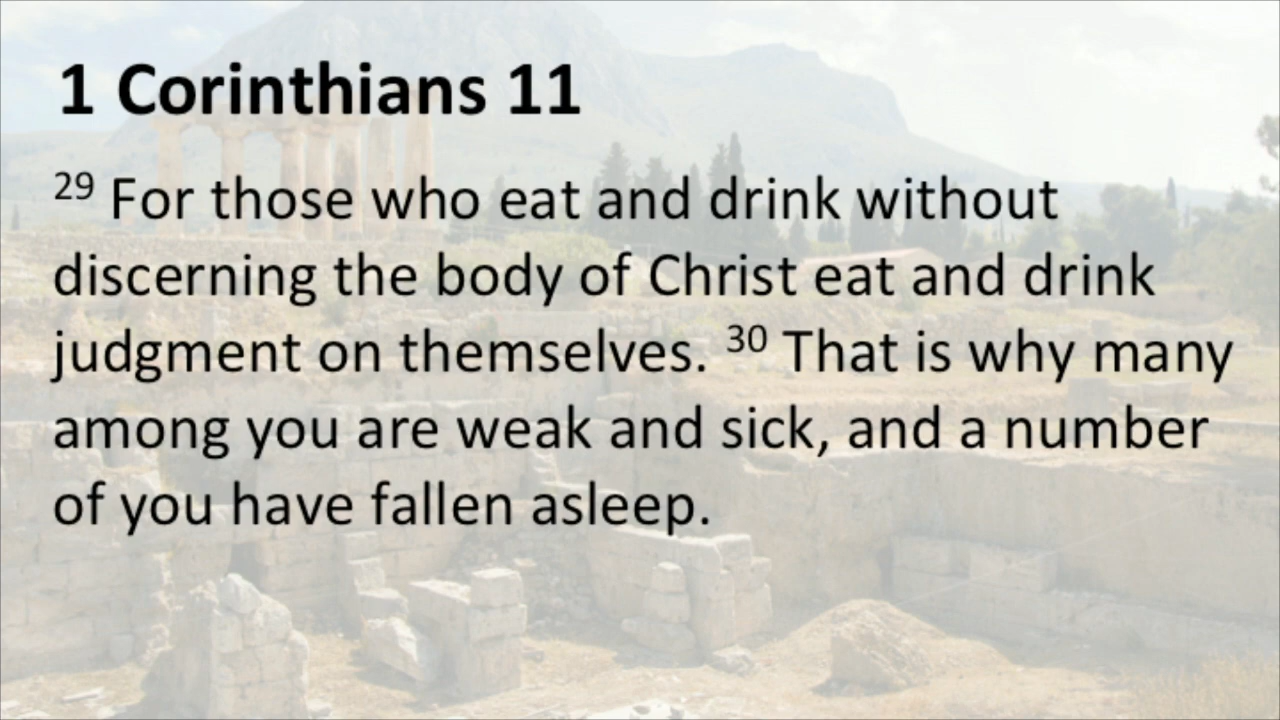 1 Corinthians 11
29 For those who eat and drink without
discerning the body of Christ eat and drink
judgment on themselves. 30 That is why many
among you are weak and sick, and a number
of you have fallen asleep.